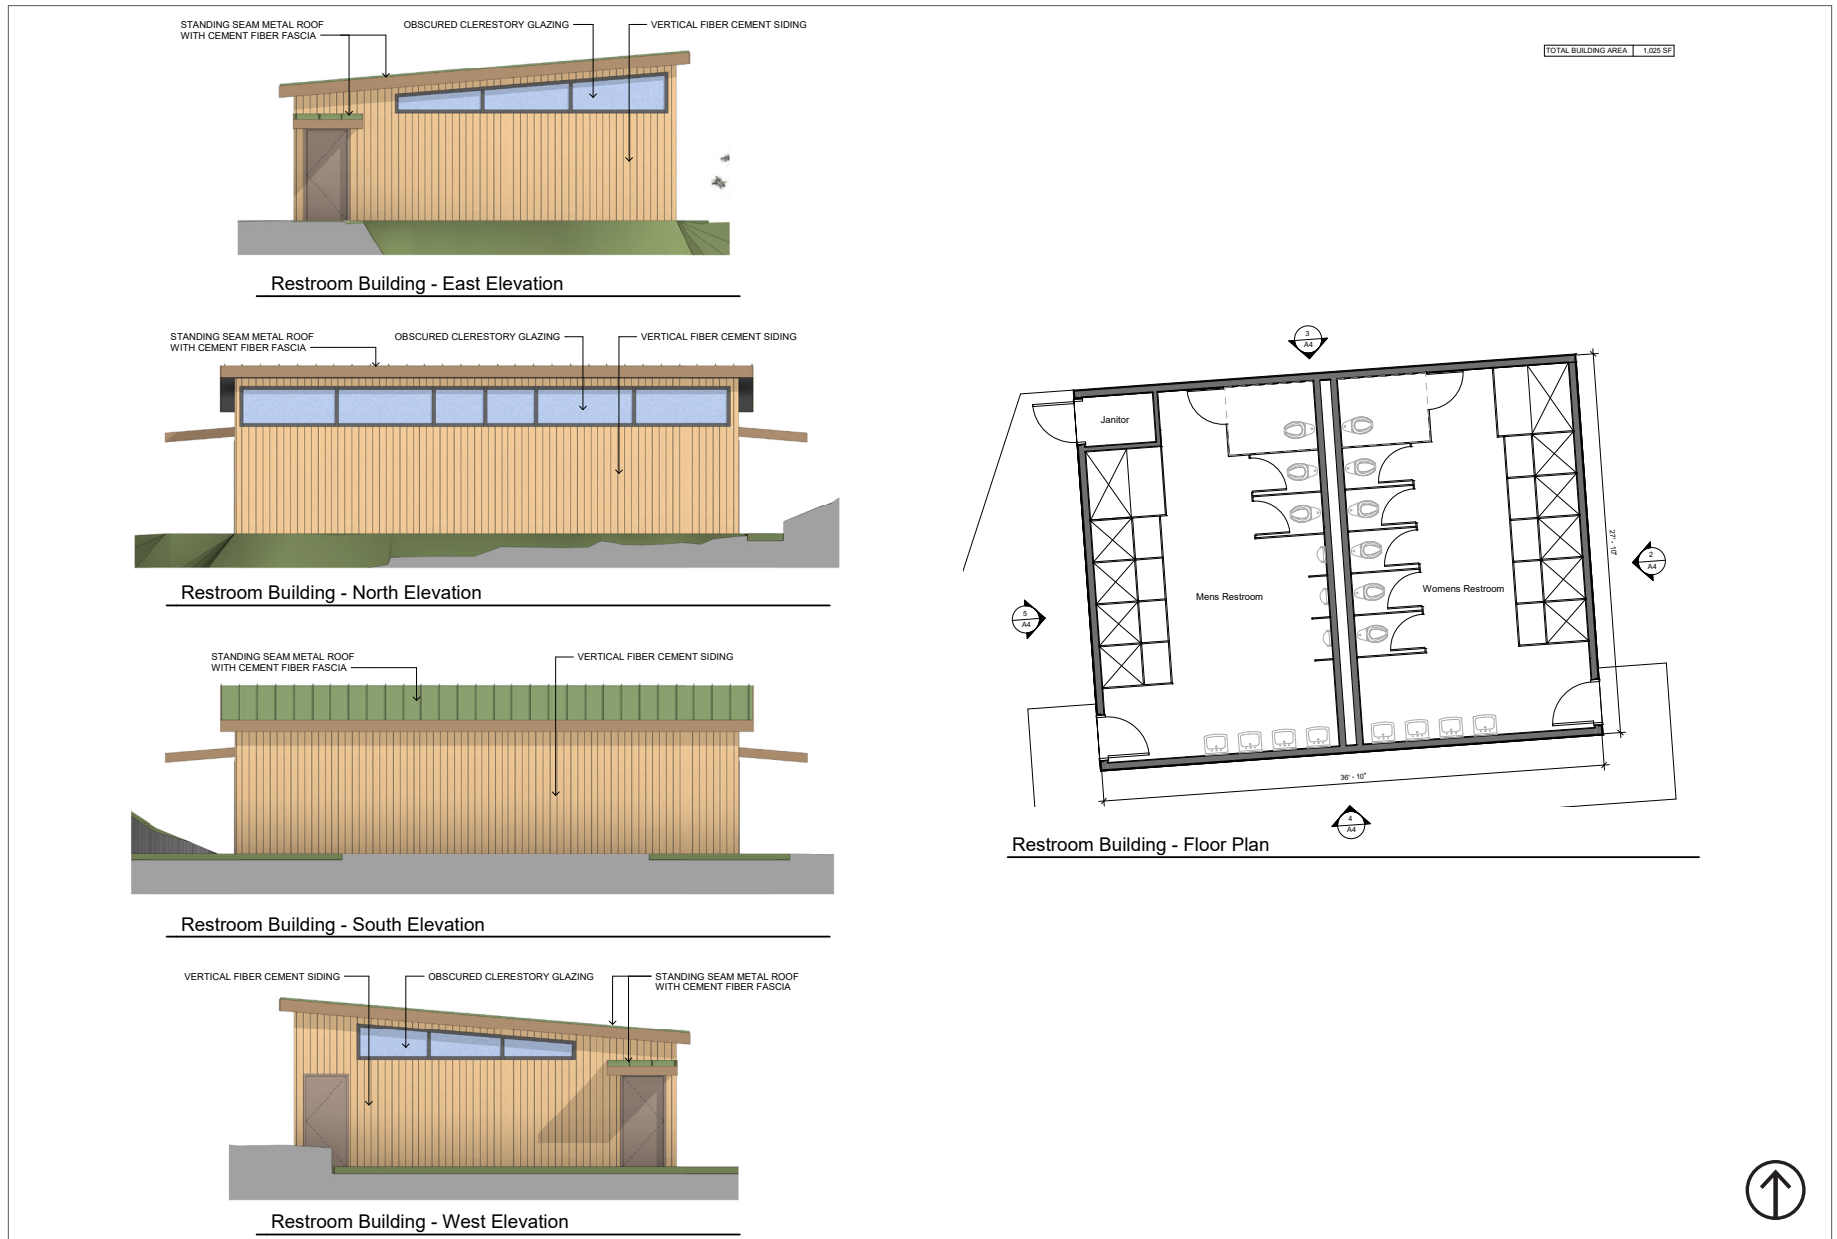 STANDING SEAM METAL ROOF
WITH CEMENT FIBER FASCIA
OBSCURED CLERESTORY GLAZING
VERTICAL FIBER CEMENT SIDING
Restroom Building - East Elevation
STANDING SEAM METAL ROOF
WITH CEMENT FIBER FASCIA
OBSCURED CLERESTORY GLAZING
VERTICAL FIBER CEMENT SIDING
Restroom Building - North Elevation
STANDING SEAM METAL ROOF
WITH CEMENT FIBER FASCIA
VERTICAL FIBER CEMENT SIDING
Restroom Building - South Elevation
VERTICAL FIBER CEMENT SIDING
OBSCURED CLERESTORY GLAZING
STANDING SEAM METAL ROOF
WITH CEMENT FIBER FASCIA
Restroom Building - West Elevation
TOTAL BUILDING AREA 1,025 SF
3
A4
Janitor
27' - 10"
2
A4
Mens Restroom
Womens Restroom
5
A4
36' - 10"
4
A4
Restroom Building - Floor Plan